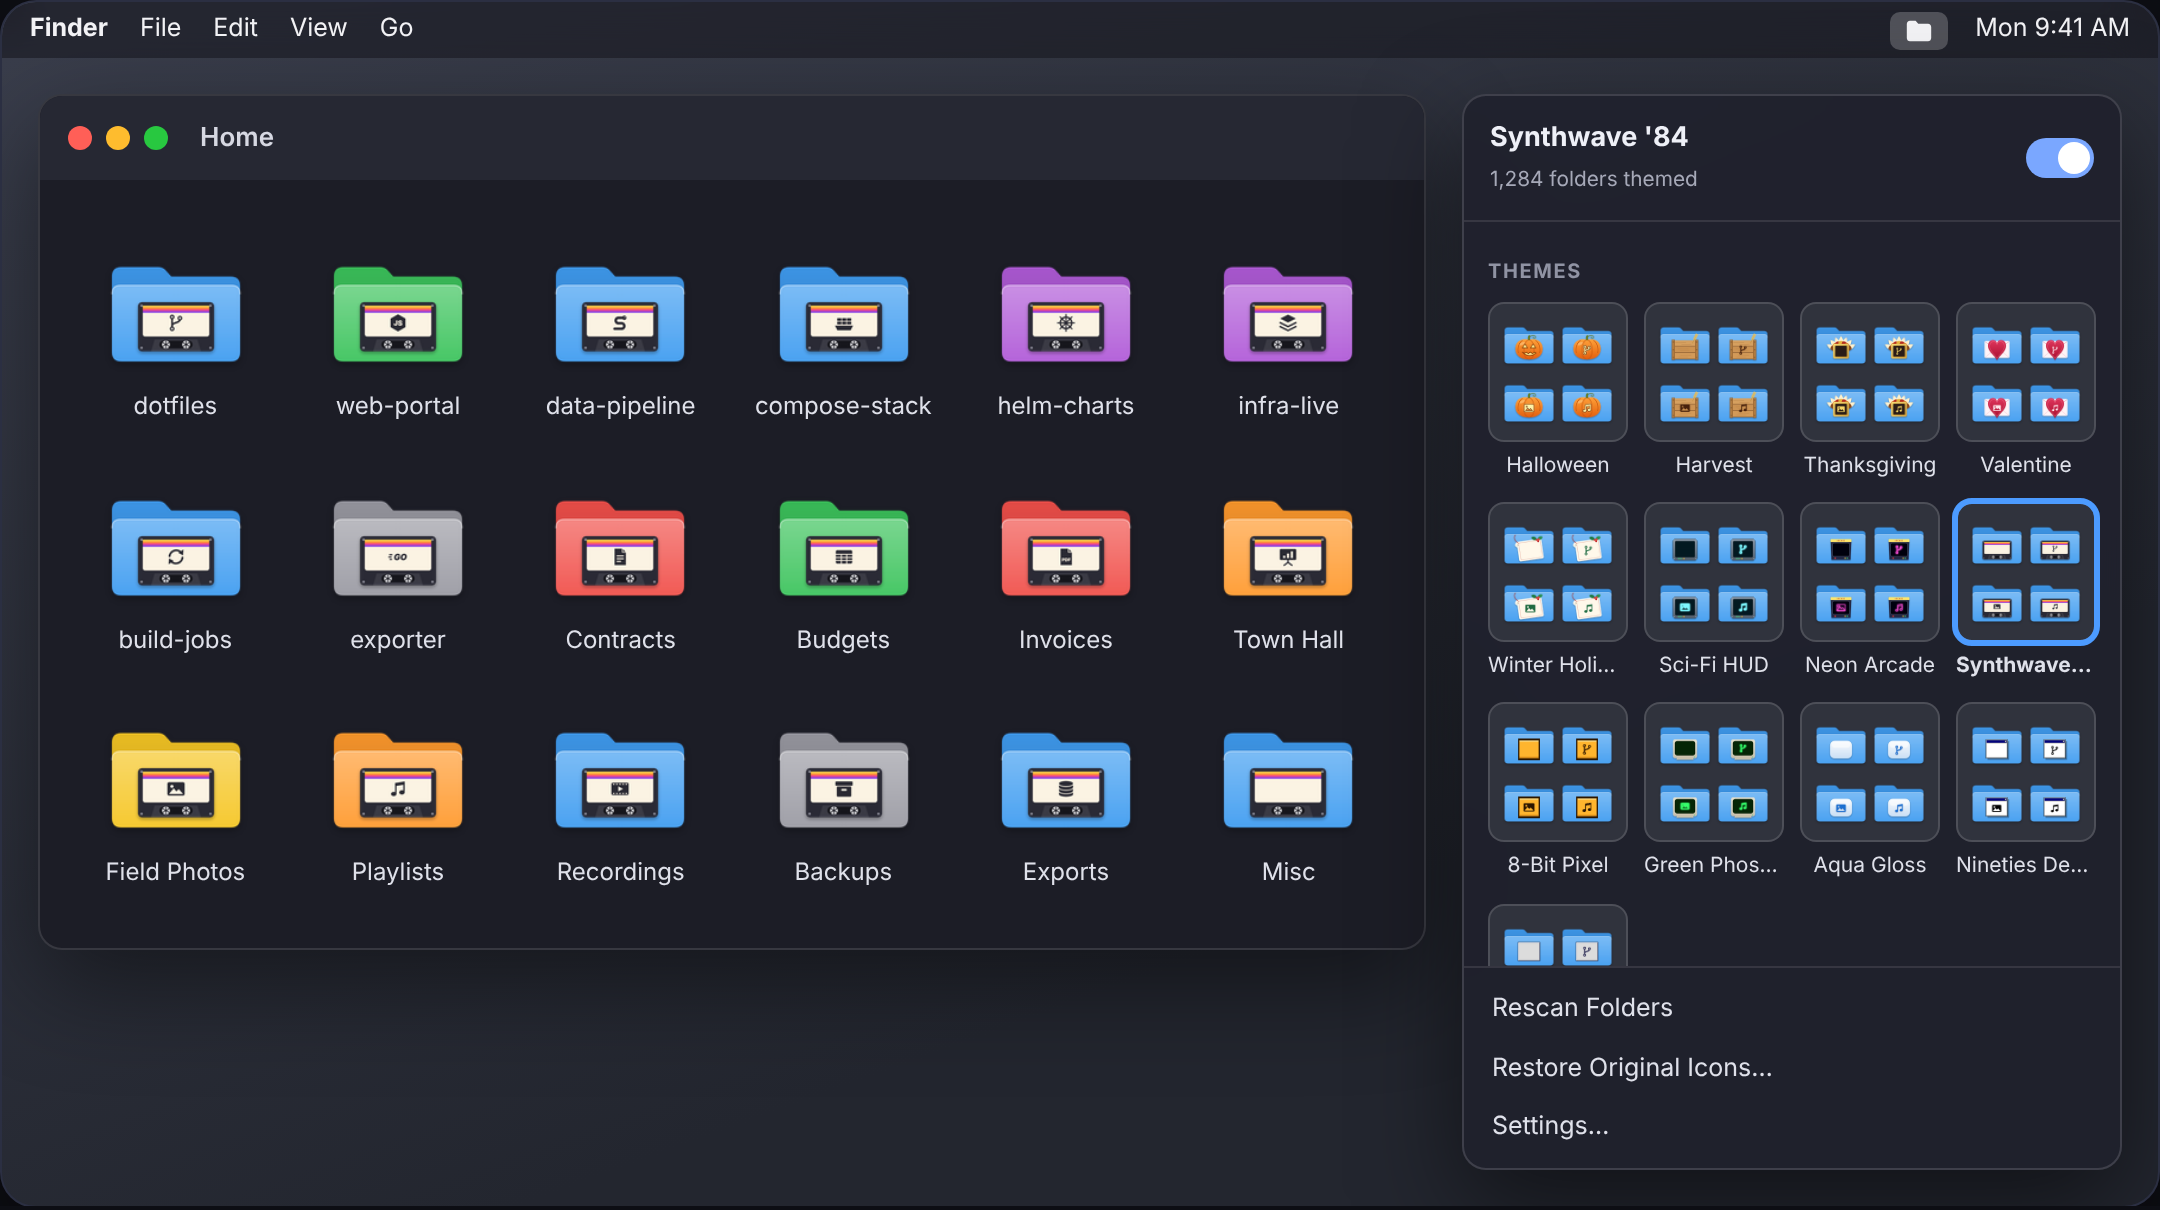 Finder File Edit View Go Mon 9:41 AM
Home
dotfiles web-portal data-pipeline compose-stack helm-charts infra-live
build-jobs exporter Contracts Budgets Invoices Town Hall
Field Photos Playlists Recordings Backups Exports Misc
Synthwave '84
1,284 folders themed
THEMES
Halloween Harvest Thanksgiving Valentine
Winter Holi... Sci-Fi HUD Neon Arcade Synthwave...
8-Bit Pixel Green Phos... Aqua Gloss Nineties De...
Rescan Folders
Restore Original Icons...
Settings...